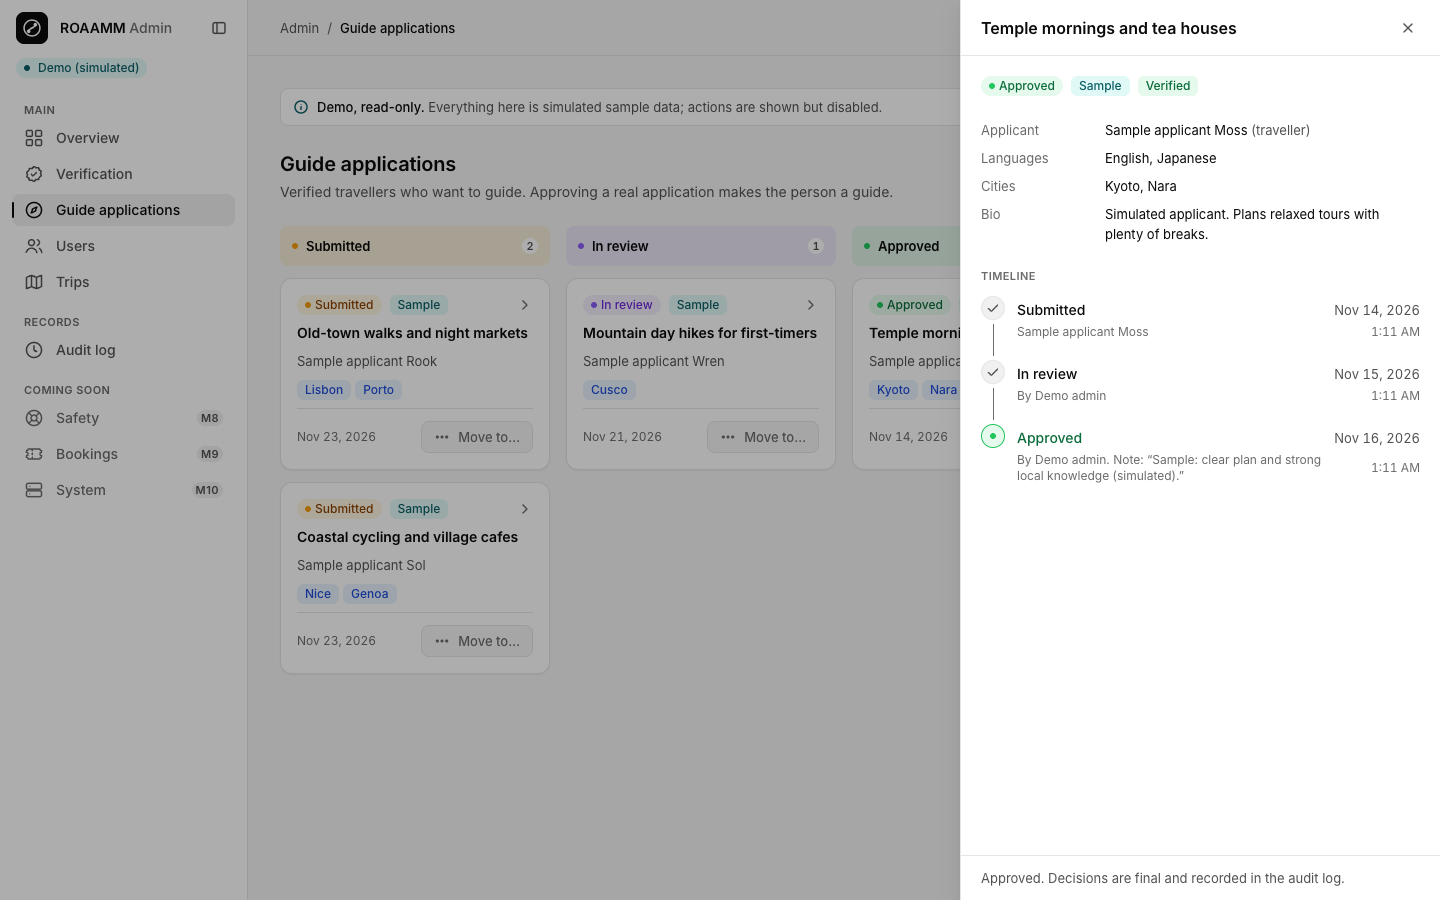 ROAAMM Admin
Demo (simulated)
MAIN
Overview
Verification
Guide applications
Users
Trips
RECORDS
Audit log
COMING SOON
Safety M8
Bookings M9
System M10
Admin / Guide applications
Demo, read-only. Everything here is simulated sample data; actions are shown but disabled.
Guide applications
Verified travellers who want to guide. Approving a real application makes the person a guide.
Submitted 2
Submitted Sample
Old-town walks and night markets
Sample applicant Rook
Lisbon Porto
Nov 23, 2026 ••• Move to...
Submitted Sample
Coastal cycling and village cafes
Sample applicant Sol
Nice Genoa
Nov 23, 2026 ••• Move to...
In review 1
In review Sample
Mountain day hikes for first-timers
Sample applicant Wren
Cusco
Nov 21, 2026 ••• Move to...
Approved
Approved
Temple morni
Sample applica
Kyoto Nara
Nov 14, 2026
Temple mornings and tea houses
Approved Sample Verified
Applicant Sample applicant Moss (traveller)
Languages English, Japanese
Cities Kyoto, Nara
Bio Simulated applicant. Plans relaxed tours with
plenty of breaks.
TIMELINE
Submitted Nov 14, 2026
Sample applicant Moss 1:11 AM
In review Nov 15, 2026
By Demo admin 1:11 AM
Approved Nov 16, 2026
By Demo admin. Note: “Sample: clear plan and strong
local knowledge (simulated).” 1:11 AM
Approved. Decisions are final and recorded in the audit log.